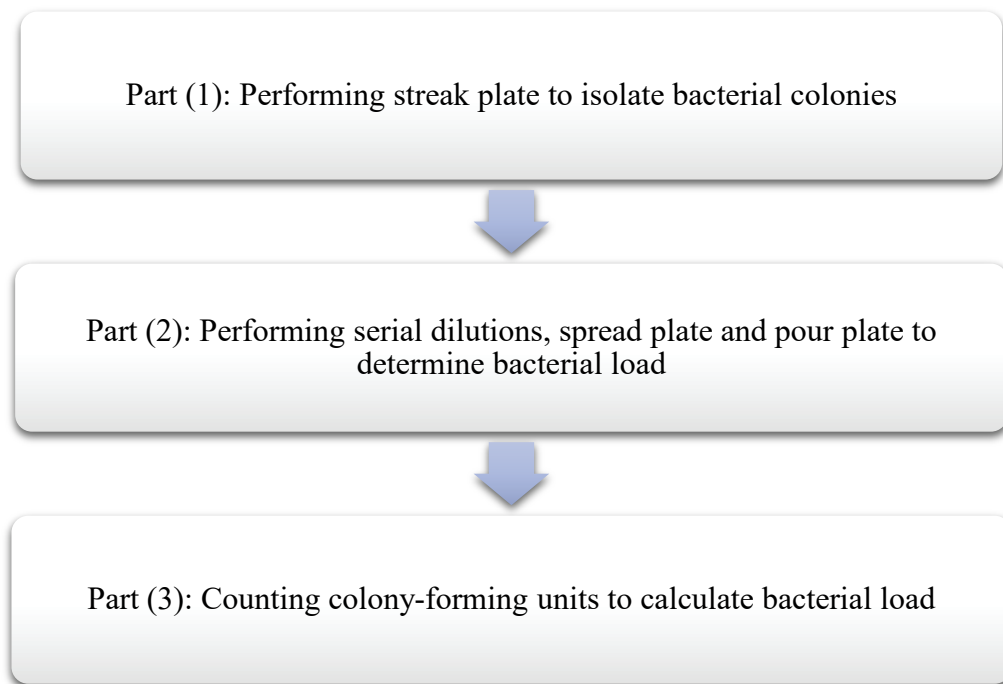 Part (1): Performing streak plate to isolate bacterial colonies
Part (2): Performing serial dilutions, spread plate and pour plate to
determine bacterial load
Part (3): Counting colony-forming units to calculate bacterial load